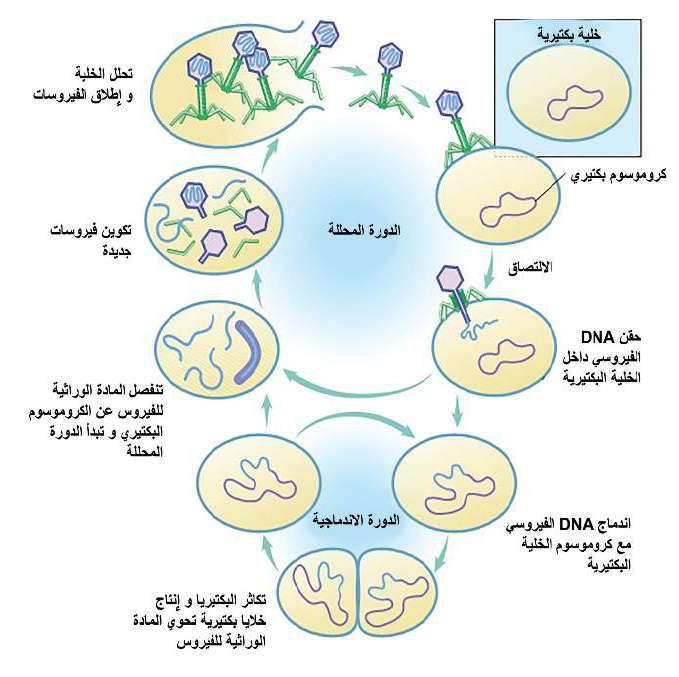 خلية بكتيرية
تحلل الخلية
و إطلاق الفيروسات
كروموسوم بكتيري
الدورة المحللة
تكوين فيروسات
جديدة
الالتصاق
حقن DNA
الفيروسي داخل
الخلية البكتيرية
تنفصل المادة الوراثية
للفيروس عن الكروموسوم
البكتيري و تبدأ الدورة
المحللة
الدورة الاندماجية
اندماج DNA الفيروسي
مع كروموسوم الخلية
البكتيرية
تكاثر البكتيريا و إنتاج
خلايا بكتيرية تحوي المادة
الوراثية للفيروس